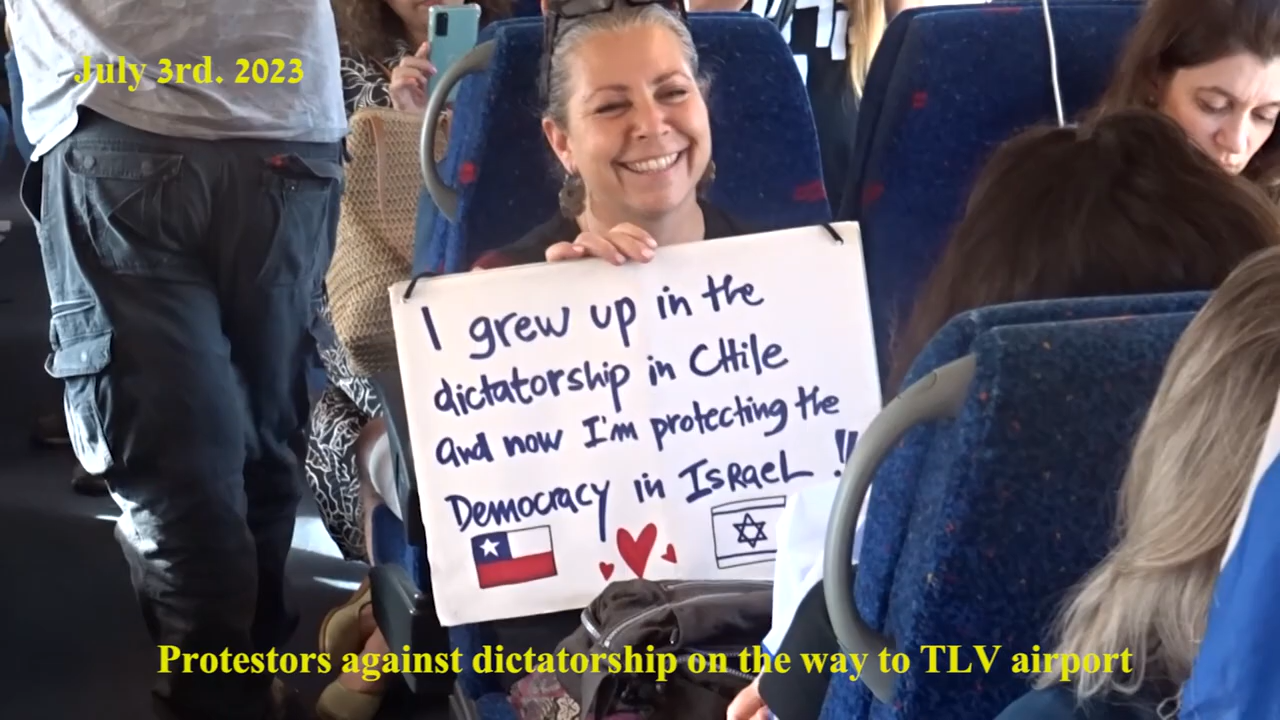 July 3rd. 2023
I grew up in the
dictatorship in CHile
and now I'm protecting the
Democracy in IsRaeL !!
Protestors against dictatorship on the way to TLV airport